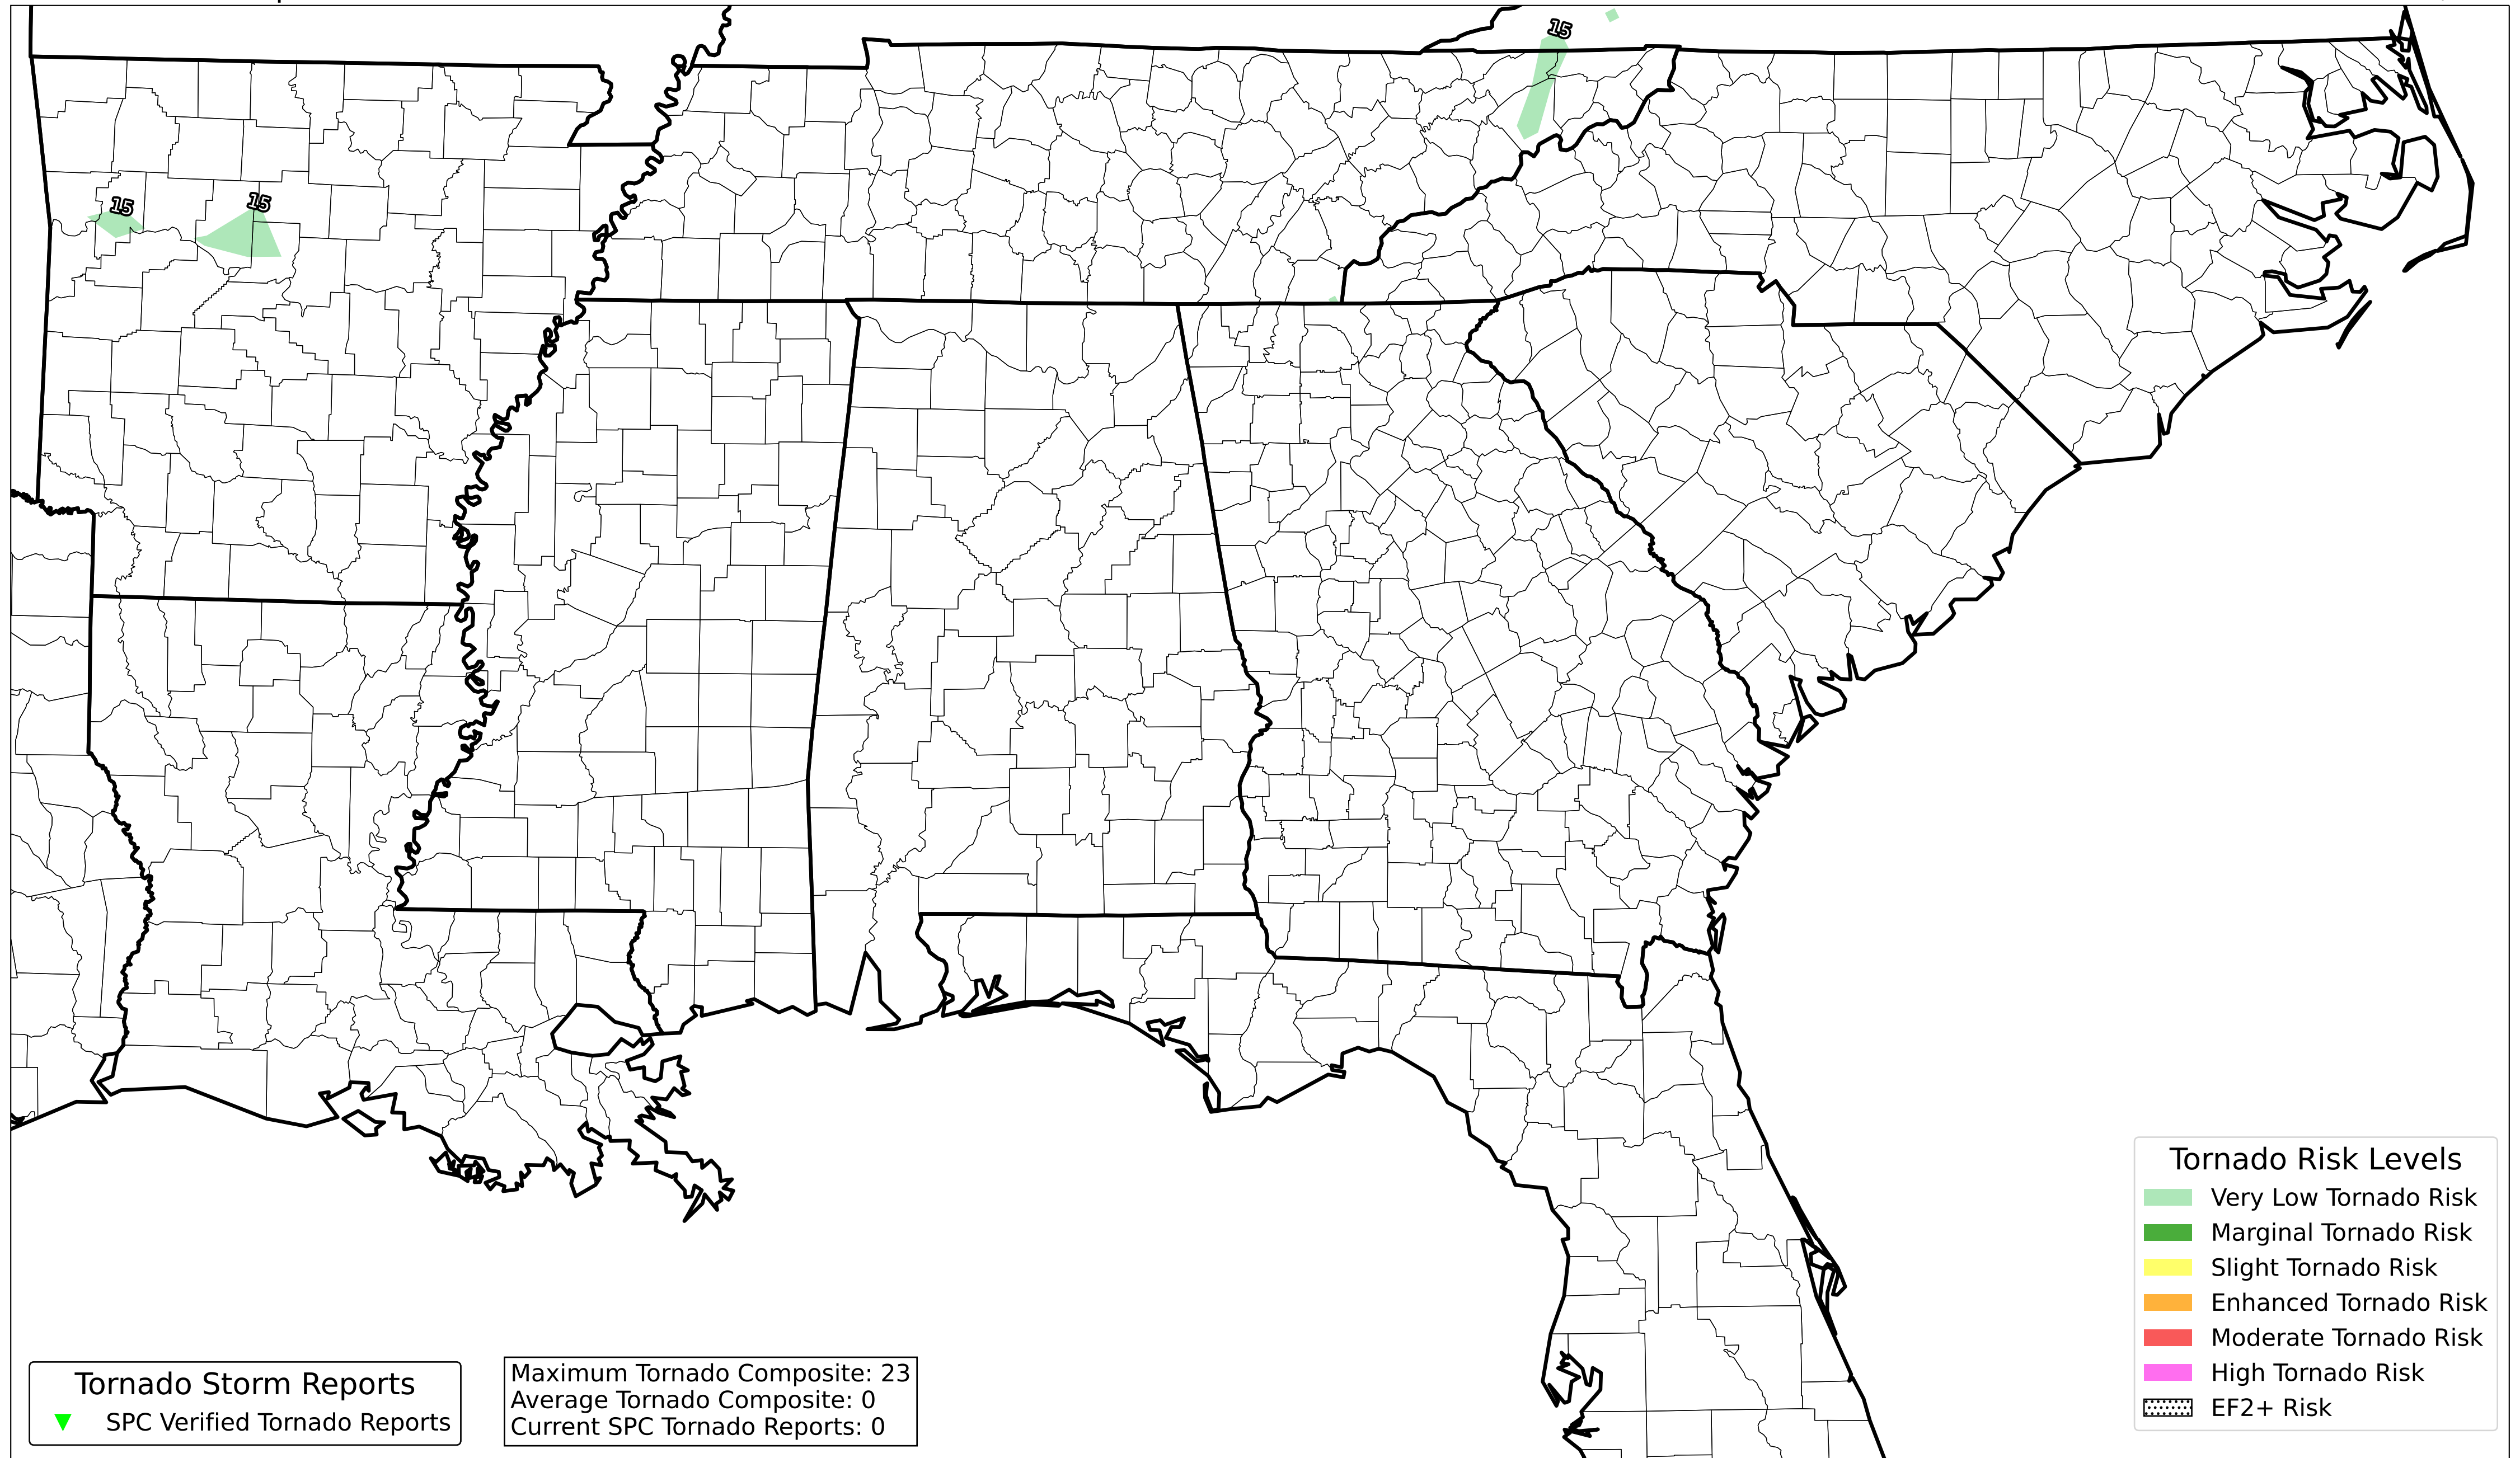 15
15
15
Tornado Risk Levels
Very Low Tornado Risk
Marginal Tornado Risk
Slight Tornado Risk
Enhanced Tornado Risk
Moderate Tornado Risk
High Tornado Risk
EF2+ Risk
Tornado Storm Reports
SPC Verified Tornado Reports
Maximum Tornado Composite: 23
Average Tornado Composite: 0
Current SPC Tornado Reports: 0